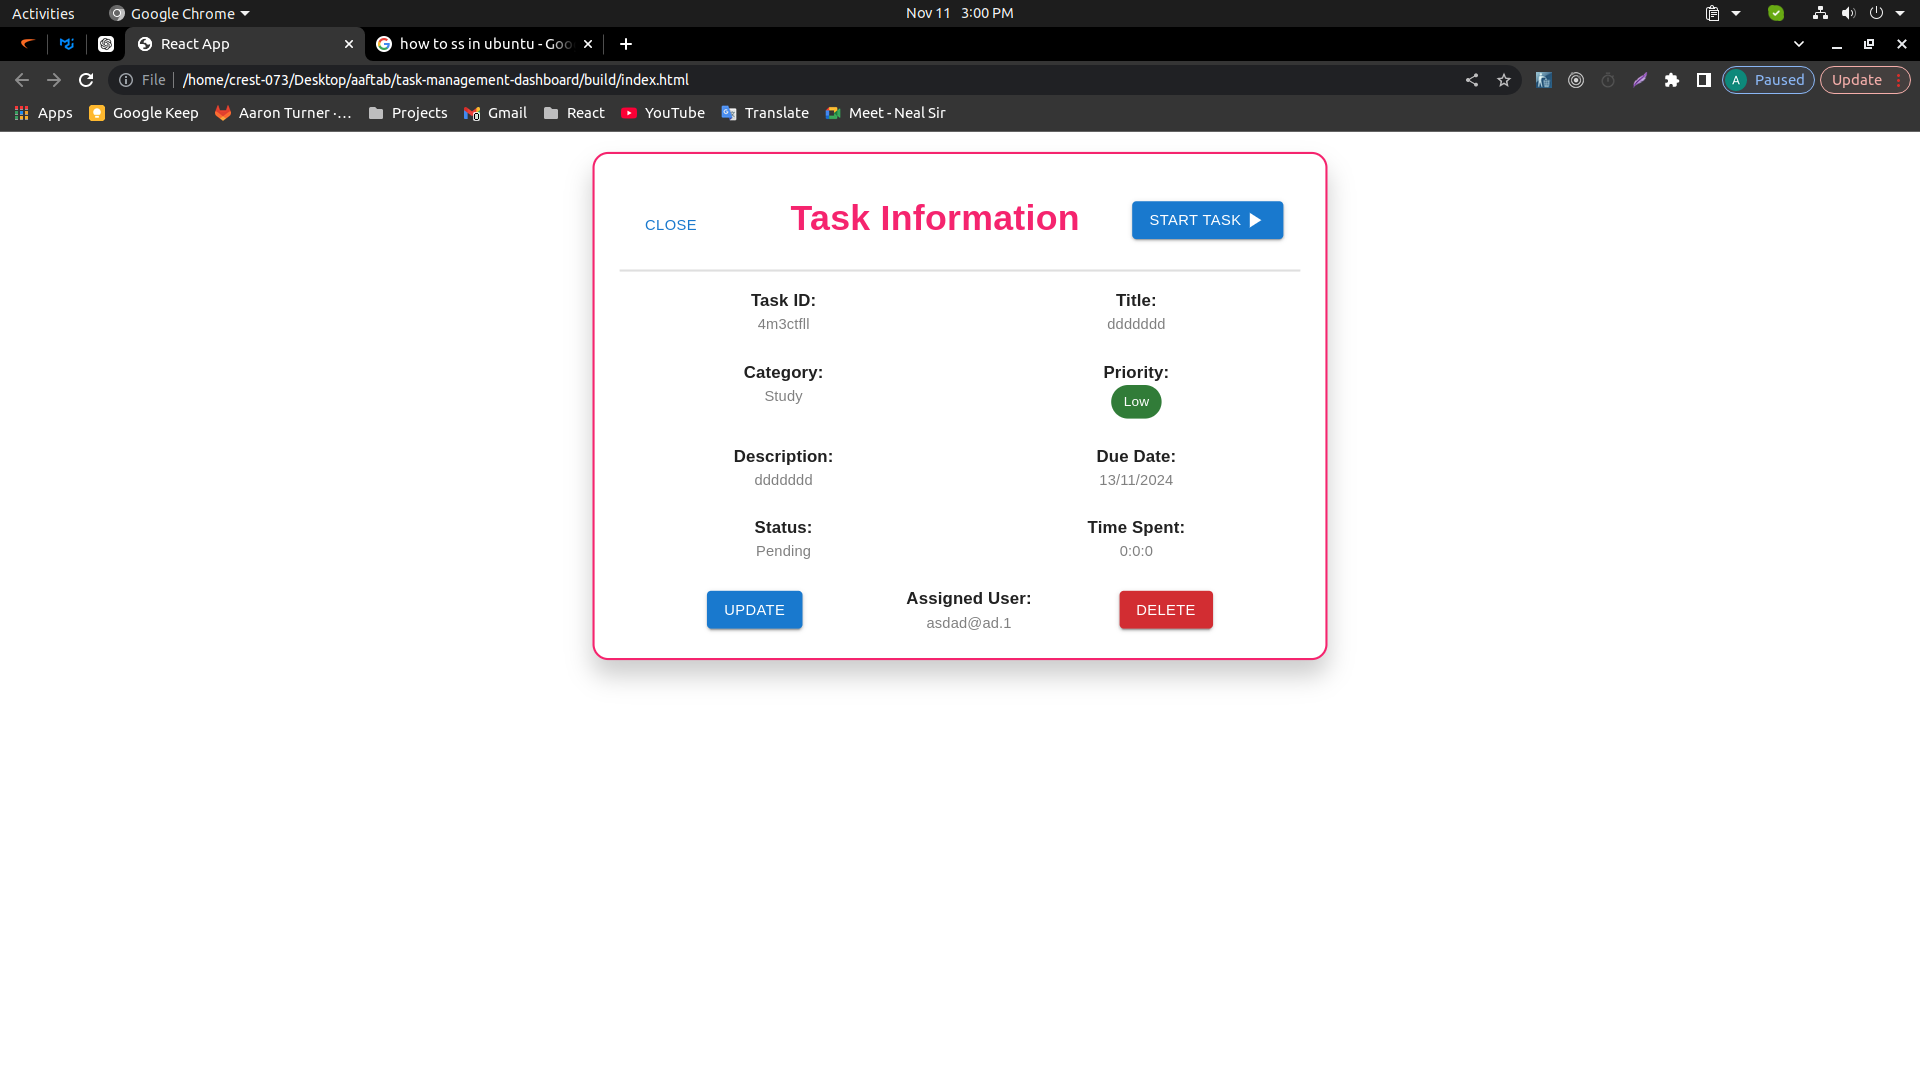 Activities Google Chrome Nov 11 3:00 PM
React App how to ss in ubuntu - Goo
File /home/crest-073/Desktop/aaftab/task-management-dashboard/build/index.html A Paused Update
Apps Google Keep Aaron Turner ·… Projects Gmail React YouTube Translate Meet - Neal Sir
CLOSE Task Information START TASK
Task ID: Title:
4m3ctfll ddddddd
Category: Priority:
Study Low
Description: Due Date:
ddddddd 13/11/2024
Status: Time Spent:
Pending 0:0:0
UPDATE Assigned User: DELETE
asdad@ad.1